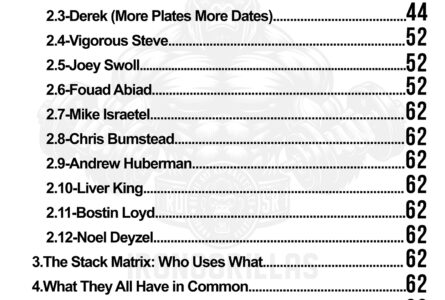 2.3-Derek (More Plates More Dates)........................................44
2.4-Vigorous Steve........................................................................52
2.5-Joey Swoll................................................................................52
2.6-Fouad Abiad.............................................................................52
2.7-Mike Israetel.............................................................................62
2.8-Chris Bumstead.......................................................................62
2.9-Andrew Huberman..................................................................62
2.10-Liver King...............................................................................62
2.11-Bostin Loyd............................................................................62
2.12-Noel Deyzel............................................................................62
3.The Stack Matrix: Who Uses What............................................62
IRONGORILLAS
4.What They All Have in Common................................................62